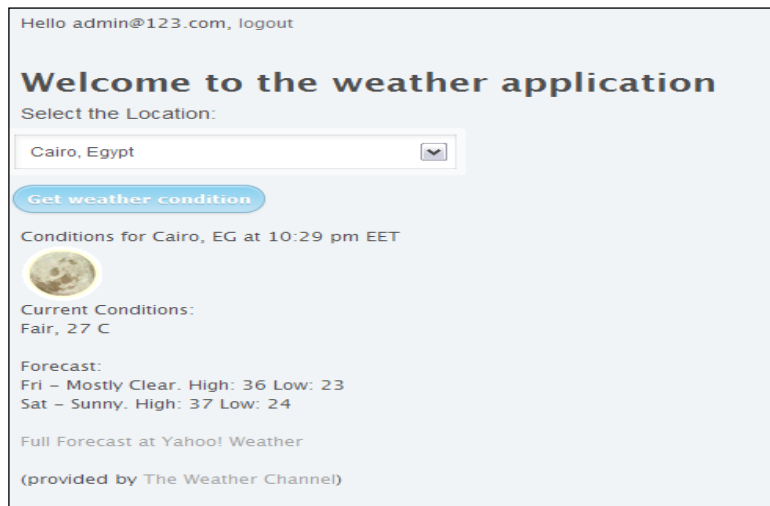 Hello admin@123.com, logout
Welcome to the weather application
Select the Location:
Cairo, Egypt
Get weather condition
Conditions for Cairo, EG at 10:29 pm EET
Current Conditions:
Fair, 27 C
Forecast:
Fri – Mostly Clear. High: 36 Low: 23
Sat – Sunny. High: 37 Low: 24
Full Forecast at Yahoo! Weather
(provided by The Weather Channel)